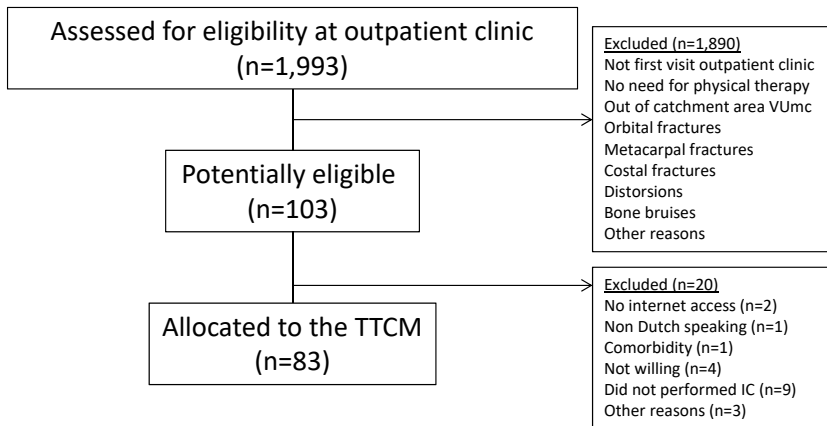 Assessed for eligibility at outpatient clinic
(n=1,993)
Excluded (n=1,890)
Not first visit outpatient clinic
No need for physical therapy
Out of catchment area VUmc
Orbital fractures
Metacarpal fractures
Costal fractures
Distorsions
Bone bruises
Other reasons
Potentially eligible
(n=103)
Excluded (n=20)
No internet access (n=2)
Non Dutch speaking (n=1)
Comorbidity (n=1)
Not willing (n=4)
Did not performed IC (n=9)
Other reasons (n=3)
Allocated to the TTCM
(n=83)